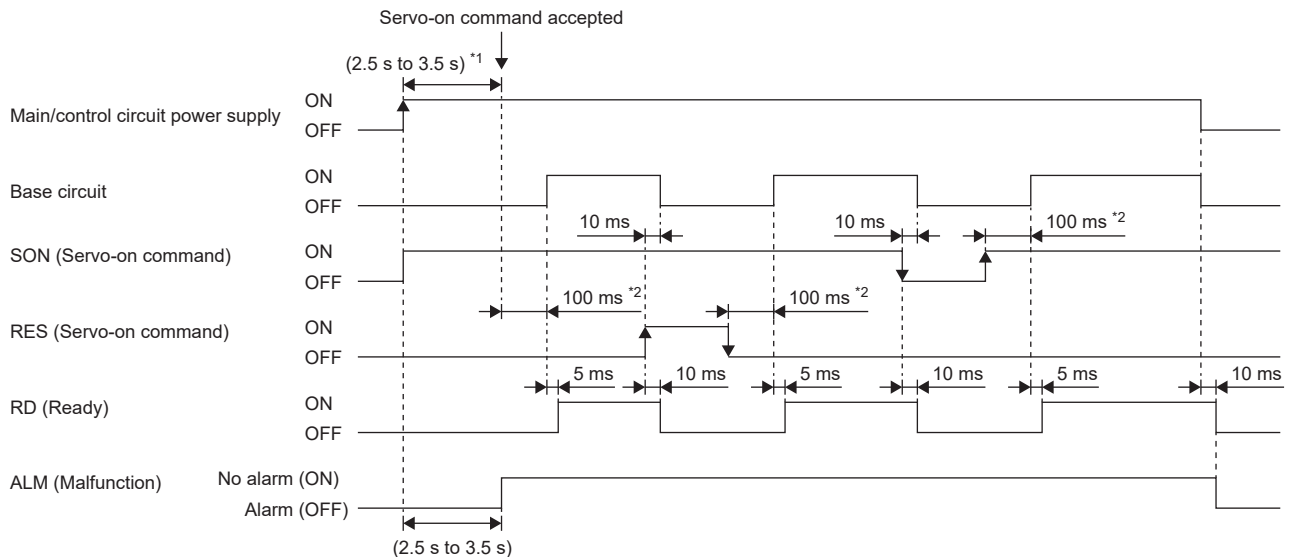 Servo-on command accepted
(2.5 s to 3.5 s) *1
Main/control circuit power supply
ON
OFF
Base circuit
ON
OFF
10 ms
10 ms
100 ms *2
SON (Servo-on command)
ON
OFF
100 ms *2
100 ms *2
RES (Servo-on command)
ON
OFF
5 ms
10 ms
5 ms
10 ms
5 ms
10 ms
RD (Ready)
ON
OFF
ALM (Malfunction)
No alarm (ON)
Alarm (OFF)
(2.5 s to 3.5 s)